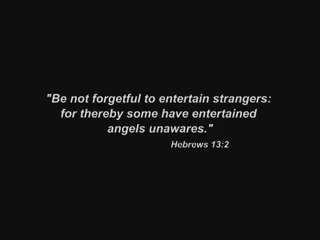 "Be not forgetful to entertain strangers:
for thereby some have entertained
angels unawares."
Hebrews 13:2